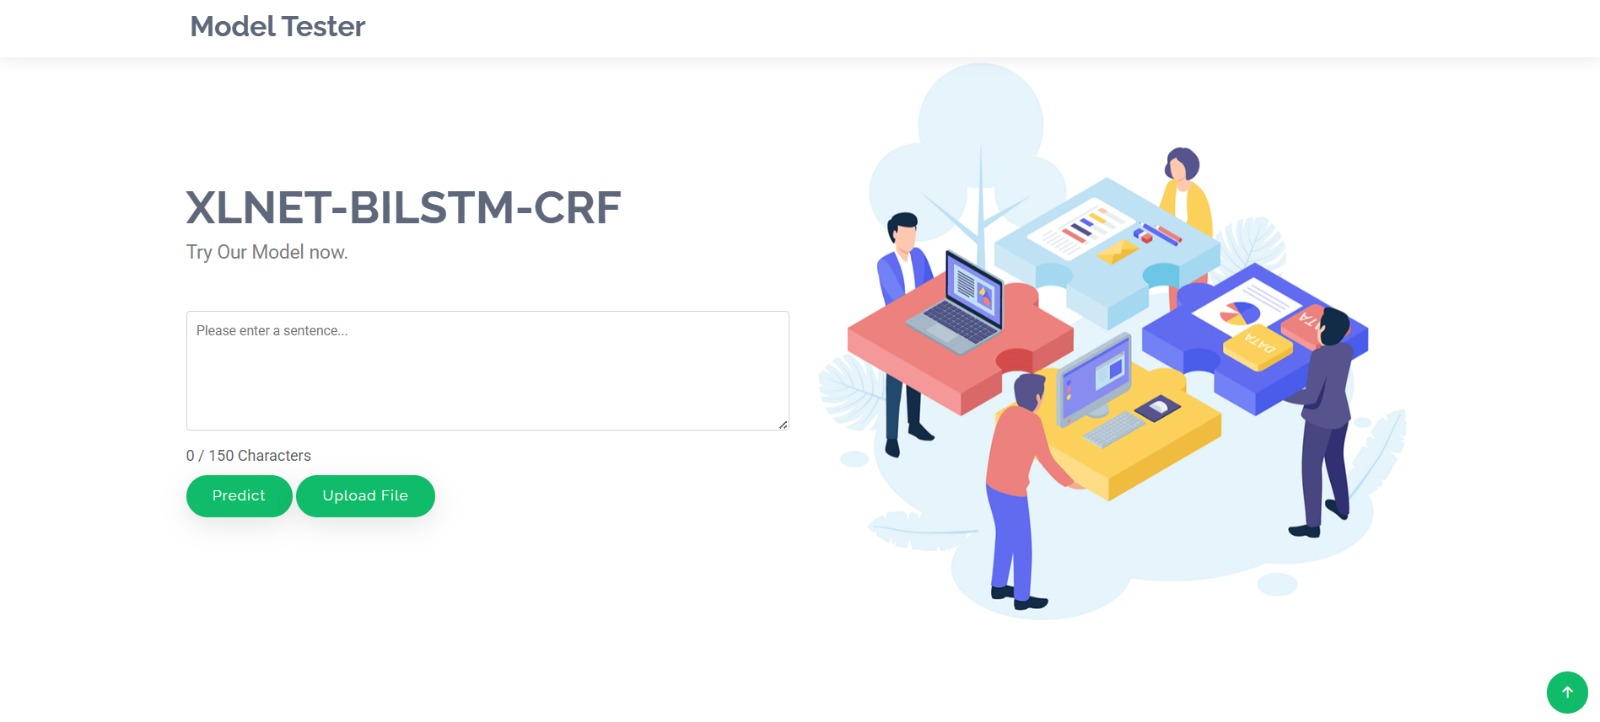 Model Tester
XLNET-BILSTM-CRF
Try Our Model now.
Please enter a sentence...
0 / 150 Characters
Predict
Upload File
DATA